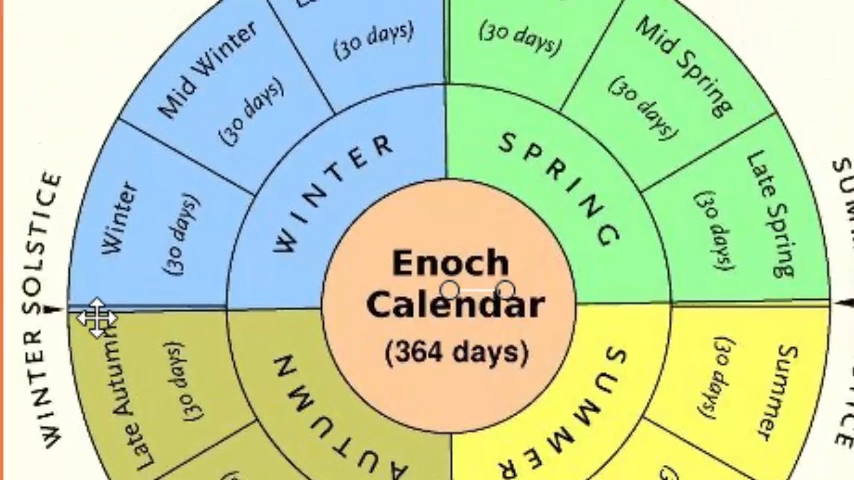 (30 days)
(30 days)
Mid Winter
(30 days)
Mid Spring
(30 days)
Winter
(30 days)
WINTER
SPRING
Late Spring
(30 days)
WINTER SOLSTICE
Enoch
Calendar
(364 days)
Late Autumn
(30 days)
AUTUMN
SUMMER
Summer
(30 days)